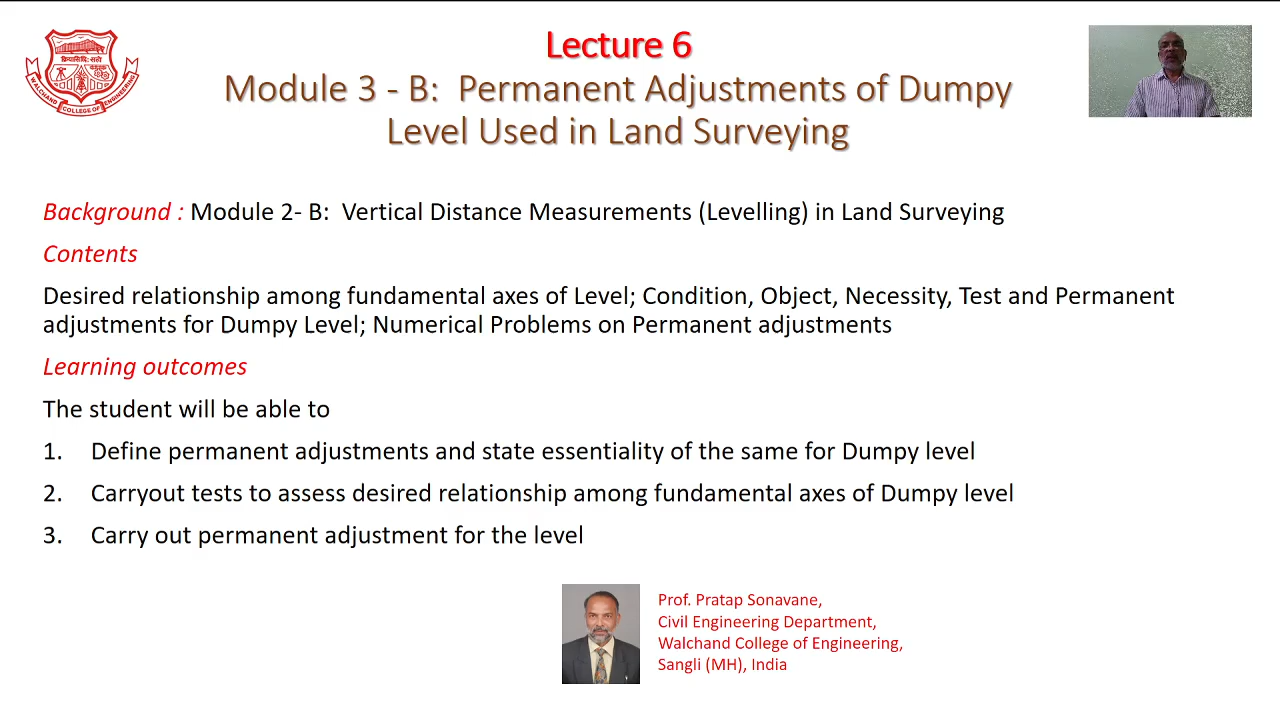 Lecture 6
Module 3 - B: Permanent Adjustments of Dumpy
Level Used in Land Surveying
क्रियासिद्धिः सत्वे
WALCHAND COLLEGE OF ENGINEERING
Background : Module 2- B: Vertical Distance Measurements (Levelling) in Land Surveying
Contents
Desired relationship among fundamental axes of Level; Condition, Object, Necessity, Test and Permanent
adjustments for Dumpy Level; Numerical Problems on Permanent adjustments
Learning outcomes
The student will be able to
1. Define permanent adjustments and state essentiality of the same for Dumpy level
2. Carryout tests to assess desired relationship among fundamental axes of Dumpy level
3. Carry out permanent adjustment for the level
Prof. Pratap Sonavane,
Civil Engineering Department,
Walchand College of Engineering,
Sangli (MH), India